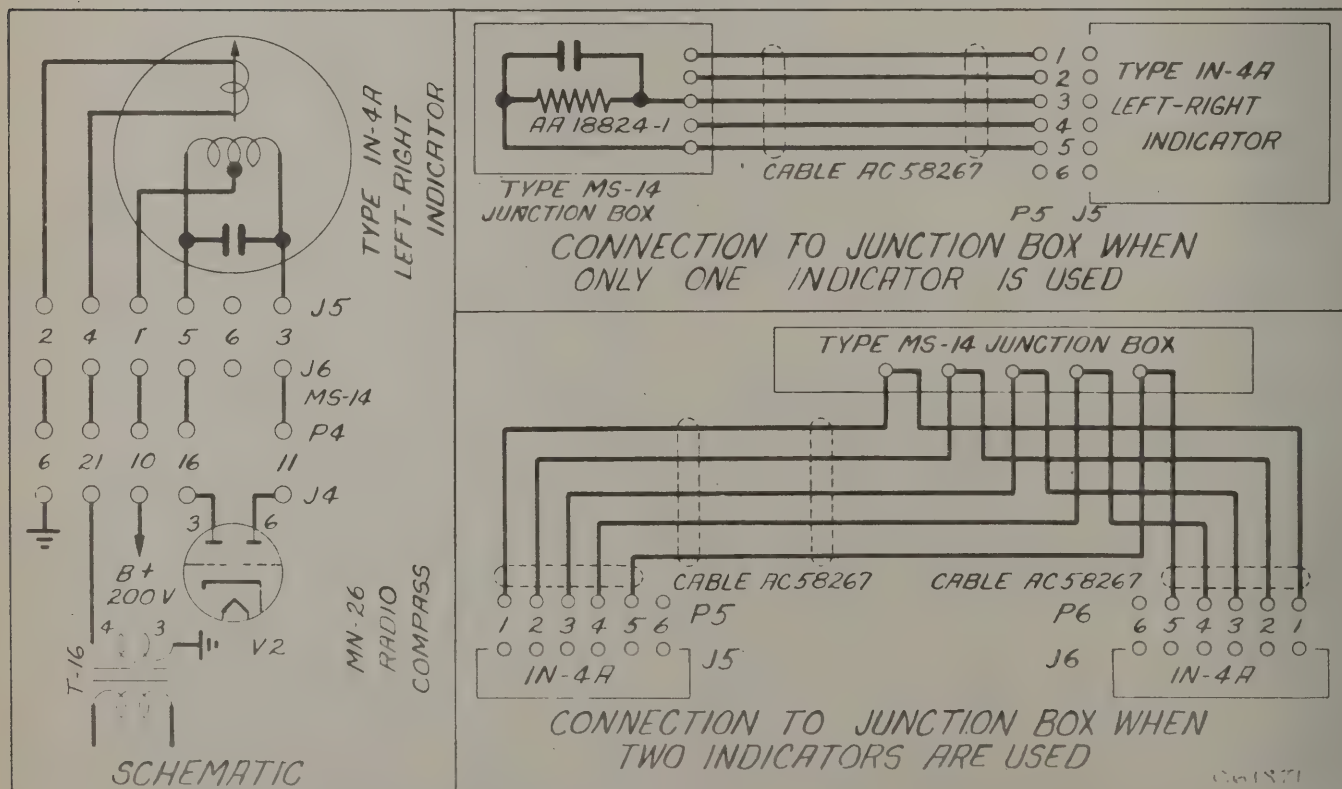 TYPE IN-4A
LEFT-RIGHT
INDICATOR
J5
2 4 1 5 6 3
J6
MS-14
P4
6 21 10 16 11
J4
3 6
B+
200V
V2
4 3
T-16
MN-26
RADIO
COMPASS
SCHEMATIC
AA 18824-1
TYPE MS-14
JUNCTION BOX
CABLE AC 58267
1
2
3
4
5
6
P5 J5
TYPE IN-4A
LEFT-RIGHT
INDICATOR
CONNECTION TO JUNCTION BOX WHEN
ONLY ONE INDICATOR IS USED
TYPE MS-14 JUNCTION BOX
CABLE AC58267 CABLE AC58267
P5 P6
1 2 3 4 5 6 6 5 4 3 2 1
J5 J6
IN-4A IN-4A
CONNECTION TO JUNCTION BOX WHEN
TWO INDICATORS ARE USED